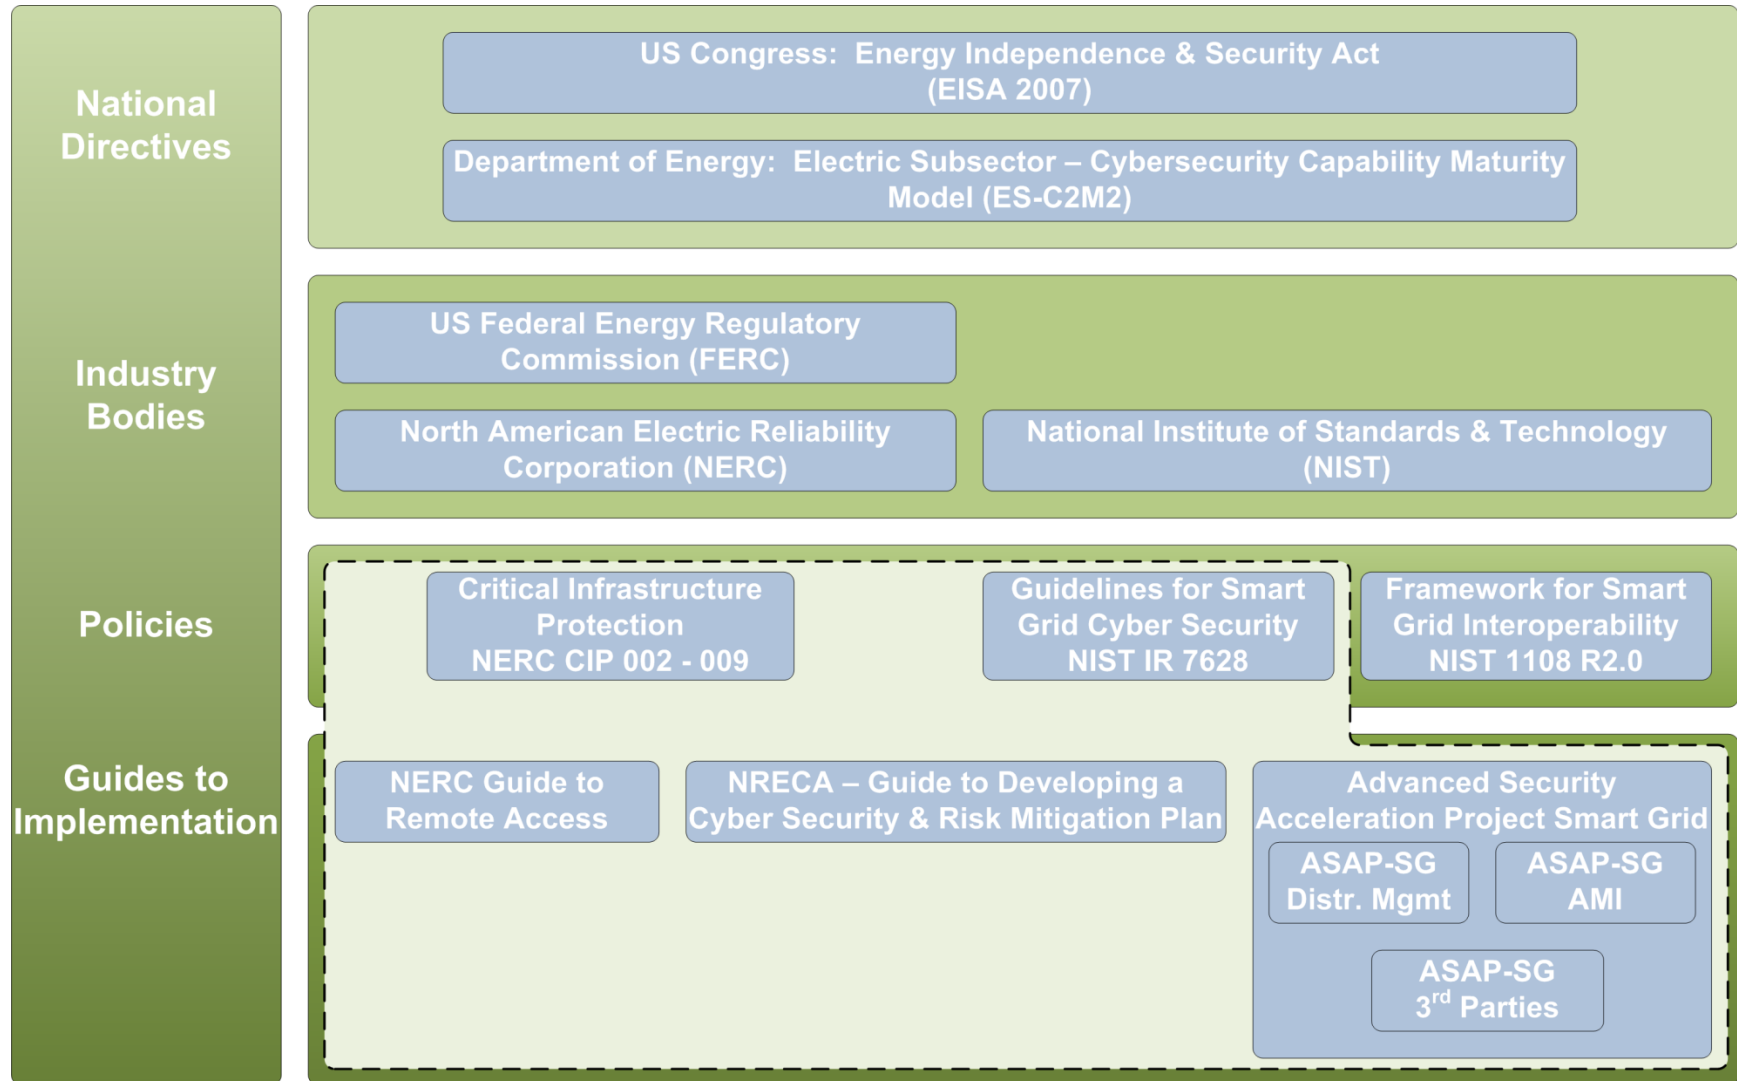 National
Directives
US Congress:  Energy Independence & Security Act
(EISA 2007)
Department of Energy:  Electric Subsector – Cybersecurity Capability Maturity
Model (ES-C2M2)
Industry
Bodies
US Federal Energy Regulatory
Commission (FERC)
North American Electric Reliability
Corporation (NERC)
National Institute of Standards & Technology
(NIST)
Policies
Critical Infrastructure
Protection
NERC CIP 002 - 009
Guidelines for Smart
Grid Cyber Security
NIST IR 7628
Framework for Smart
Grid Interoperability
NIST 1108 R2.0
Guides to
Implementation
NERC Guide to
Remote Access
NRECA – Guide to Developing a
Cyber Security & Risk Mitigation Plan
Advanced Security
Acceleration Project Smart Grid
ASAP-SG
Distr. Mgmt
ASAP-SG
AMI
ASAP-SG
3rd Parties